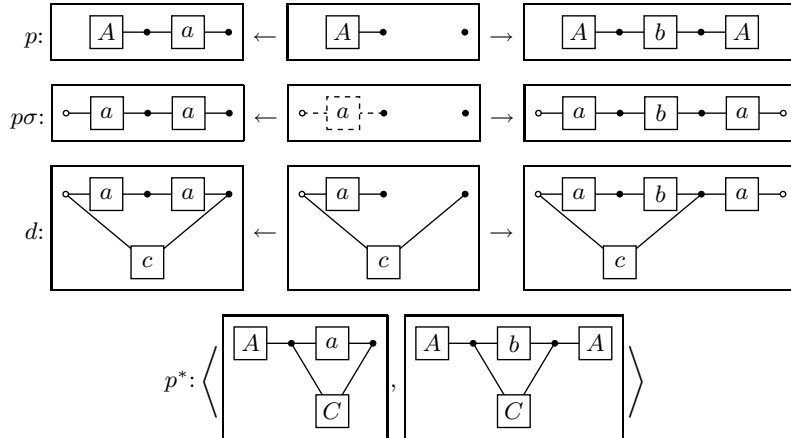 p: A a ← A → A b A
pσ: a a ← a → a b a
d: a a ← a → a b a
c c c
p*: ⟨ A a , A b A ⟩
C C